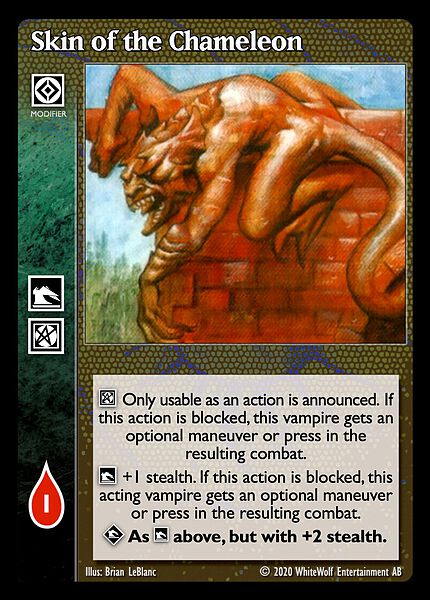 Skin of the Chameleon
MODIFIER
Only usable as an action is announced. If
this action is blocked, this vampire gets an
optional maneuver or press in the
resulting combat.
+1 stealth. If this action is blocked, this
acting vampire gets an optional maneuver
or press in the resulting combat.
As above, but with +2 stealth.
1
Illus: Brian LeBlanc
© 2020 WhiteWolf Entertainment AB